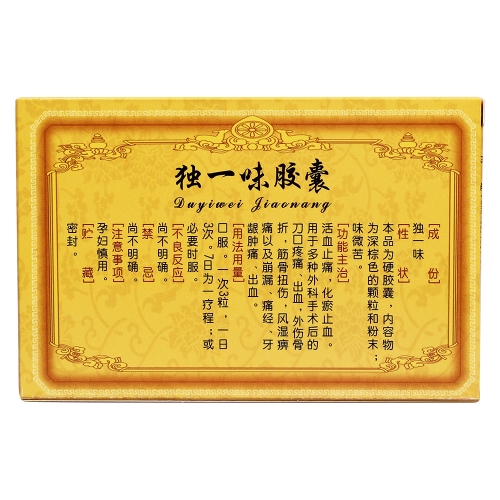 独一味胶囊
Duyiwei Jiaonang
[成份]
独一味
[性状]
本品为硬胶囊，内容物
为深棕色的颗粒和粉末；
味微苦。
[功能主治]
活血止痛，化瘀止血。
用于多种外科手术后的
刀口疼痛、出血，外伤骨
折，筋骨扭伤，风湿痹
痛以及崩漏、痛经、牙
龈肿痛、出血。
[用法用量]
口服。一次3粒，一日
3次。7日为一疗程；或
必要时服。
[不良反应]
尚不明确。
[禁忌]
尚不明确。
[注意事项]
孕妇慎用。
[贮藏]
密封。